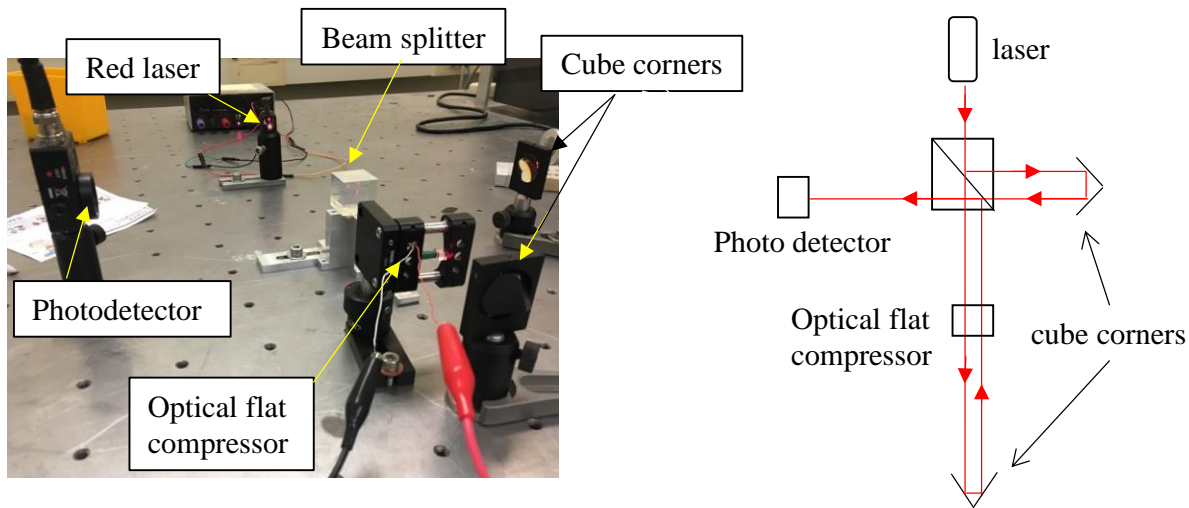 Beam splitter
Red laser
Cube corners
Photodetector
Optical flat
compressor
laser
Photo detector
Optical flat
compressor
cube corners